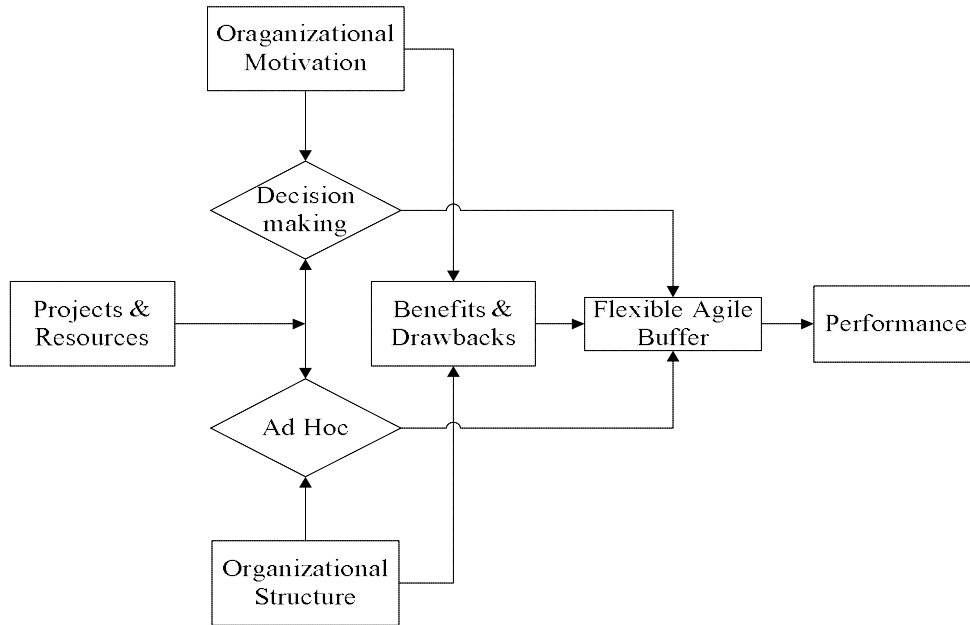 Oraganizational
Motivation
Decision
making
Projects &
Resources
Benefits &
Drawbacks
Flexible Agile
Buffer
Performance
Ad Hoc
Organizational
Structure